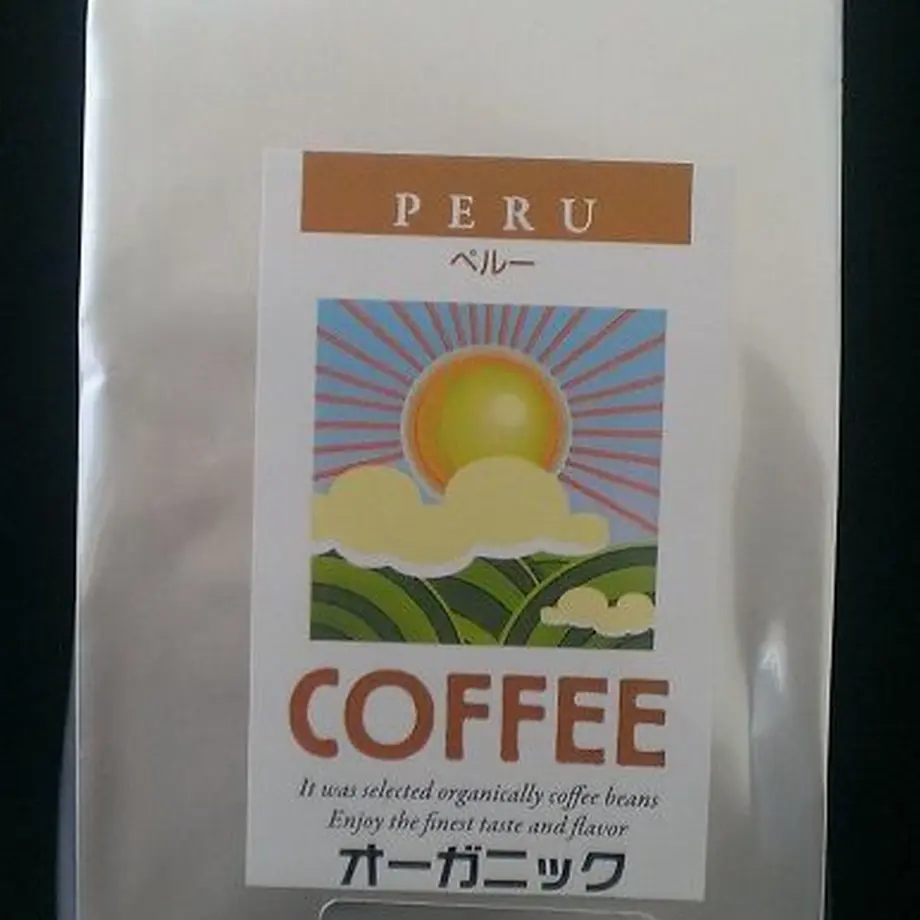 PERU
ペルー
COFFEE
It was selected organically coffee beans
Enjoy the finest taste and flavor
オーガニック